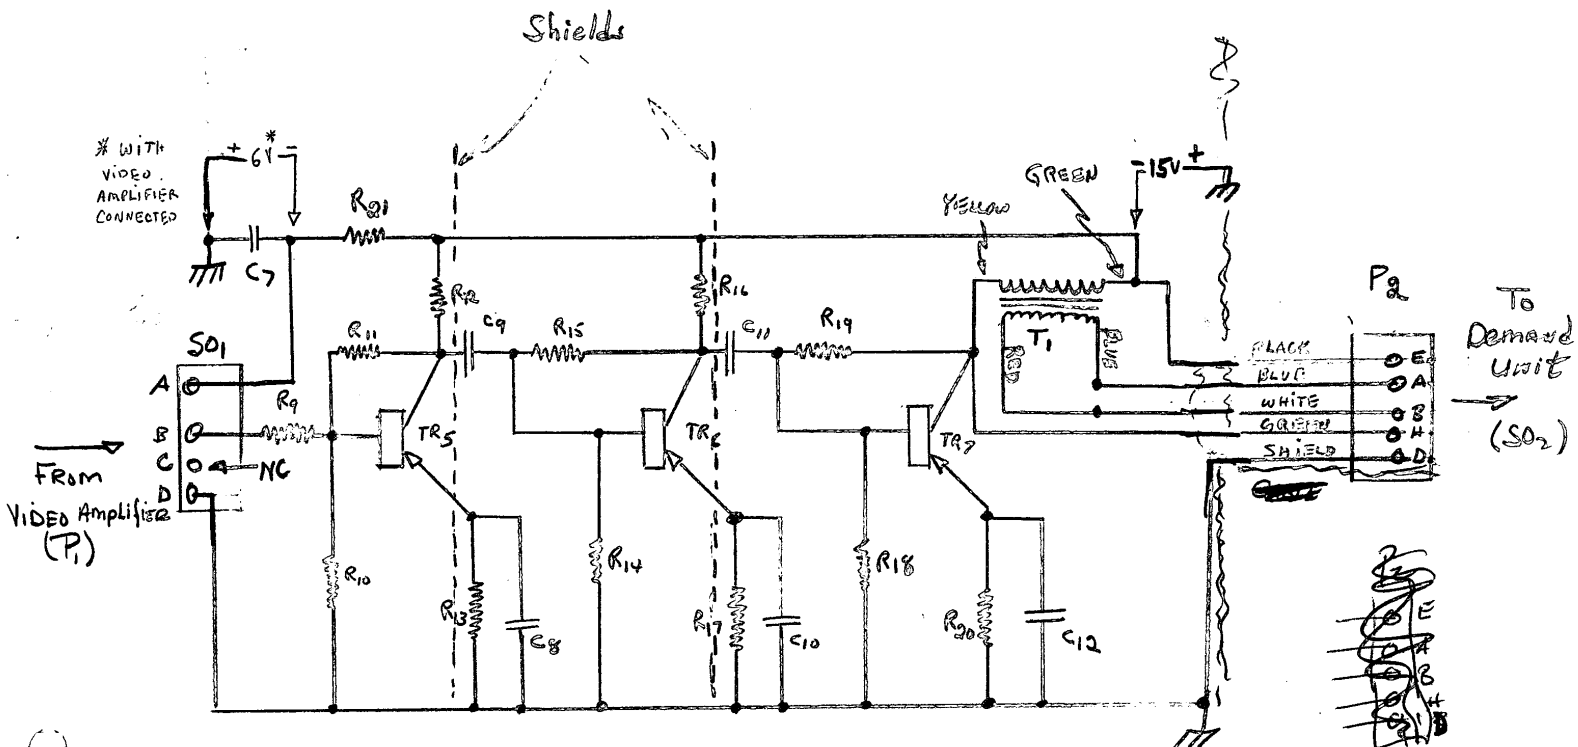 Shields
* WITH
VIDEO
AMPLIFIER
CONNECTED
+ 6V* -
C7
R21
R12
R16
YELLOW
GREEN
-15V+
P2
To
Demand
Unit
(SO2)
SO1
A
B
C
D
NC
FROM
VIDEO Amplifier
(P1)
R9
R11
C9
R15
C11
R19
T1
RED
BLUE
BLACK
BLUE
WHITE
GREEN
SHIELD
E
A
B
H
D
TR5
TR6
TR7
R10
R13
C8
R14
R17
C10
R18
R20
C12
E
A
B
H